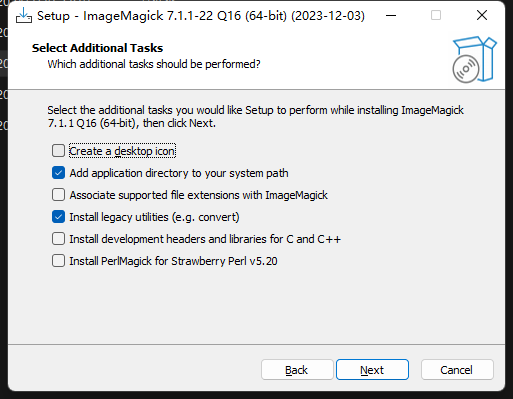 Setup - ImageMagick 7.1.1-22 Q16 (64-bit) (2023-12-03)
Select Additional Tasks
Which additional tasks should be performed?
Select the additional tasks you would like Setup to perform while installing ImageMagick
7.1.1 Q16 (64-bit), then click Next.
Create a desktop icon
Add application directory to your system path
Associate supported file extensions with ImageMagick
Install legacy utilities (e.g. convert)
Install development headers and libraries for C and C++
Install PerlMagick for Strawberry Perl v5.20
Back Next Cancel